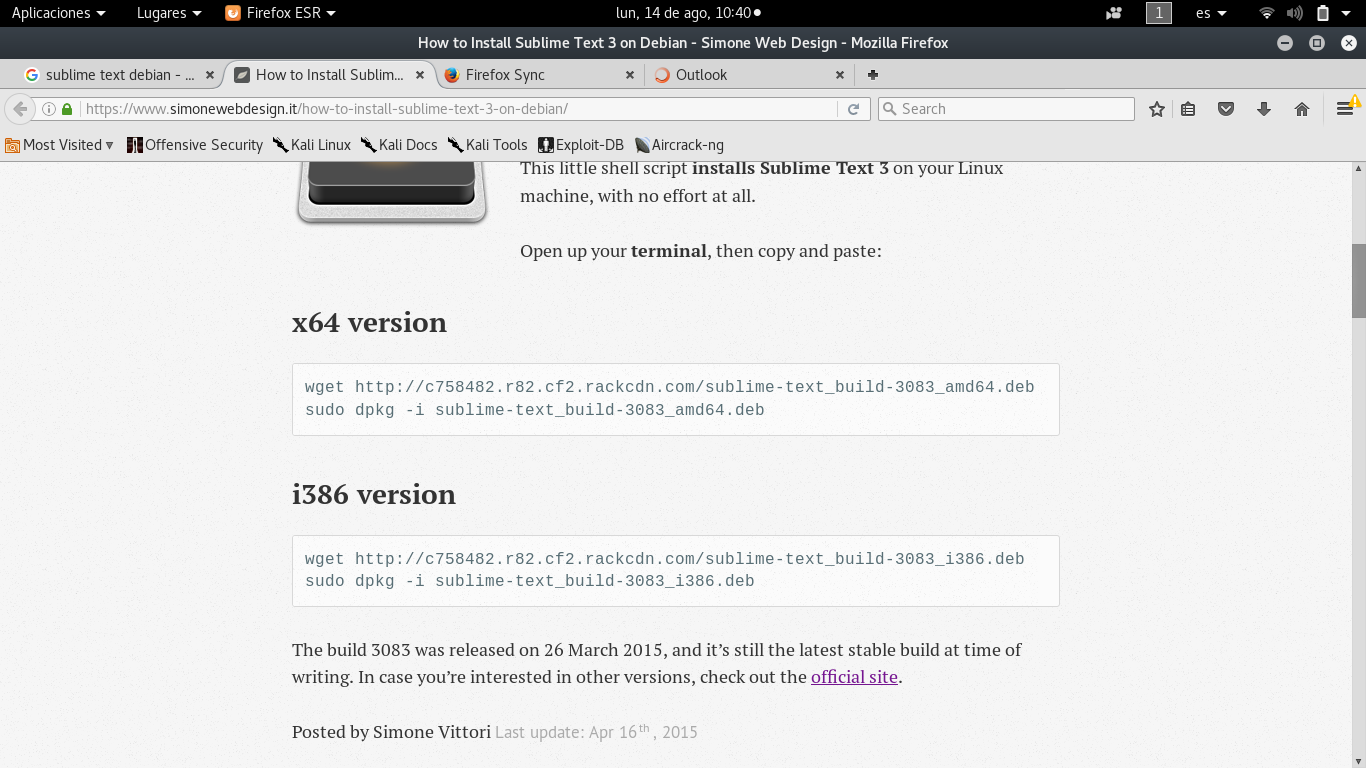 Aplicaciones Lugares Firefox ESR lun, 14 de ago, 10:40 1 es
How to Install Sublime Text 3 on Debian - Simone Web Design - Mozilla Firefox
sublime text debian - ... How to Install Sublim... Firefox Sync Outlook
https://www.simonewebdesign.it/how-to-install-sublime-text-3-on-debian/ Search
Most Visited Offensive Security Kali Linux Kali Docs Kali Tools Exploit-DB Aircrack-ng
This little shell script installs Sublime Text 3 on your Linux
machine, with no effort at all.
Open up your terminal, then copy and paste:
x64 version
wget http://c758482.r82.cf2.rackcdn.com/sublime-text_build-3083_amd64.deb
sudo dpkg -i sublime-text_build-3083_amd64.deb
i386 version
wget http://c758482.r82.cf2.rackcdn.com/sublime-text_build-3083_i386.deb
sudo dpkg -i sublime-text_build-3083_i386.deb
The build 3083 was released on 26 March 2015, and it’s still the latest stable build at time of
writing. In case you’re interested in other versions, check out the official site.
Posted by Simone Vittori Last update: Apr 16th, 2015